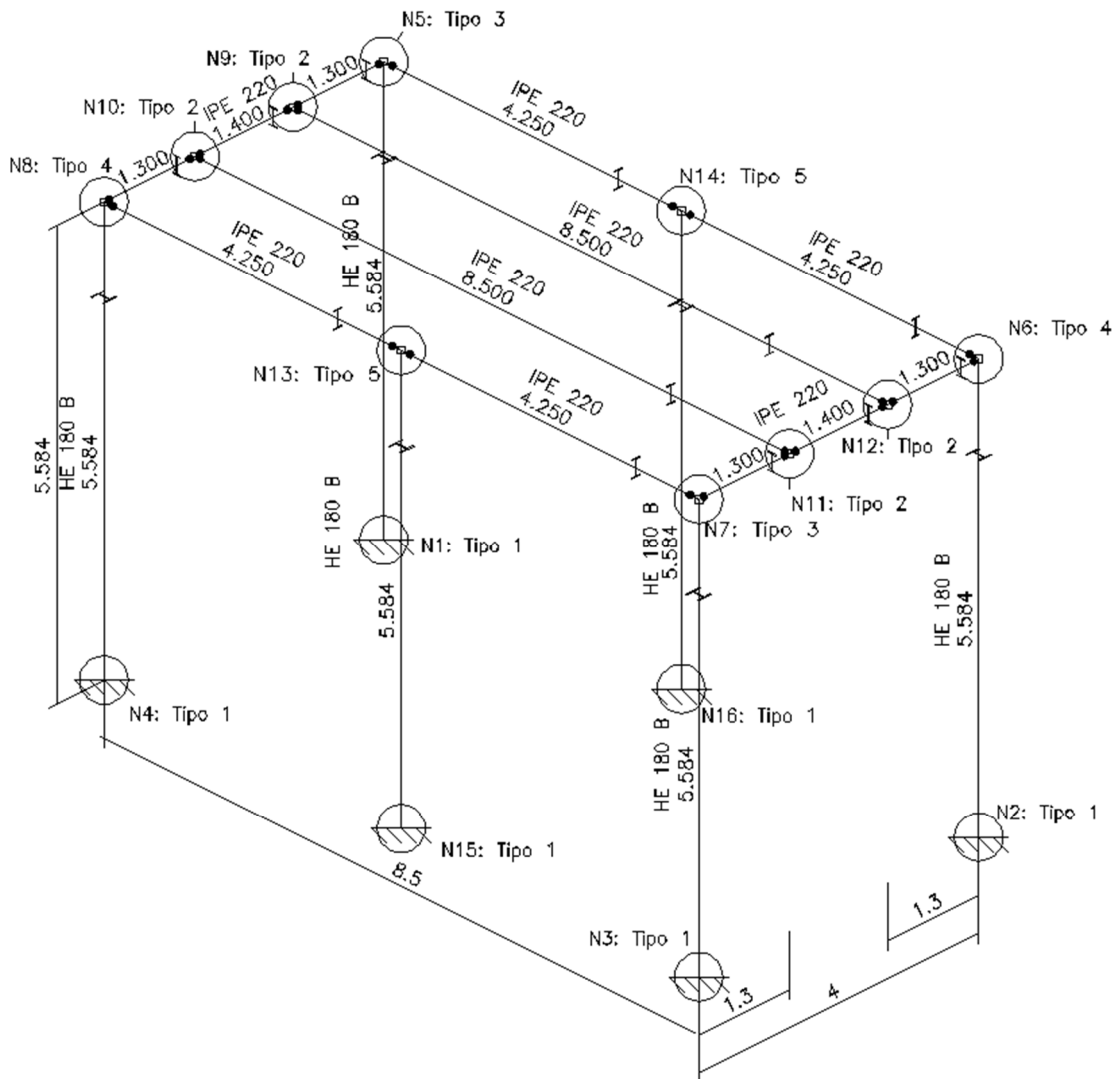 N5: Tipo 3
N9: Tipo 2
1.300
IPE 220
N10: Tipo 2
1.400
IPE 220
4.250
N8: Tipo 4
1.300
N14: Tipo 5
HE 180 B
5.584
IPE 220
8.500
IPE 220
4.250
IPE 220
4.250
IPE 220
8.500
N6: Tipo 4
N13: Tipo 5
1.300
IPE 220
1.400
IPE 220
4.250
N12: Tipo 2
5.584
HE 180 B
5.584
1.300
N11: Tipo 2
N7: Tipo 3
HE 180 B
N1: Tipo 1
HE 180 B
5.584
5.584
HE 180 B
5.584
N4: Tipo 1
N16: Tipo 1
HE 180 B
5.584
N2: Tipo 1
N15: Tipo 1
8.5
1.3
N3: Tipo 1
1.3
4